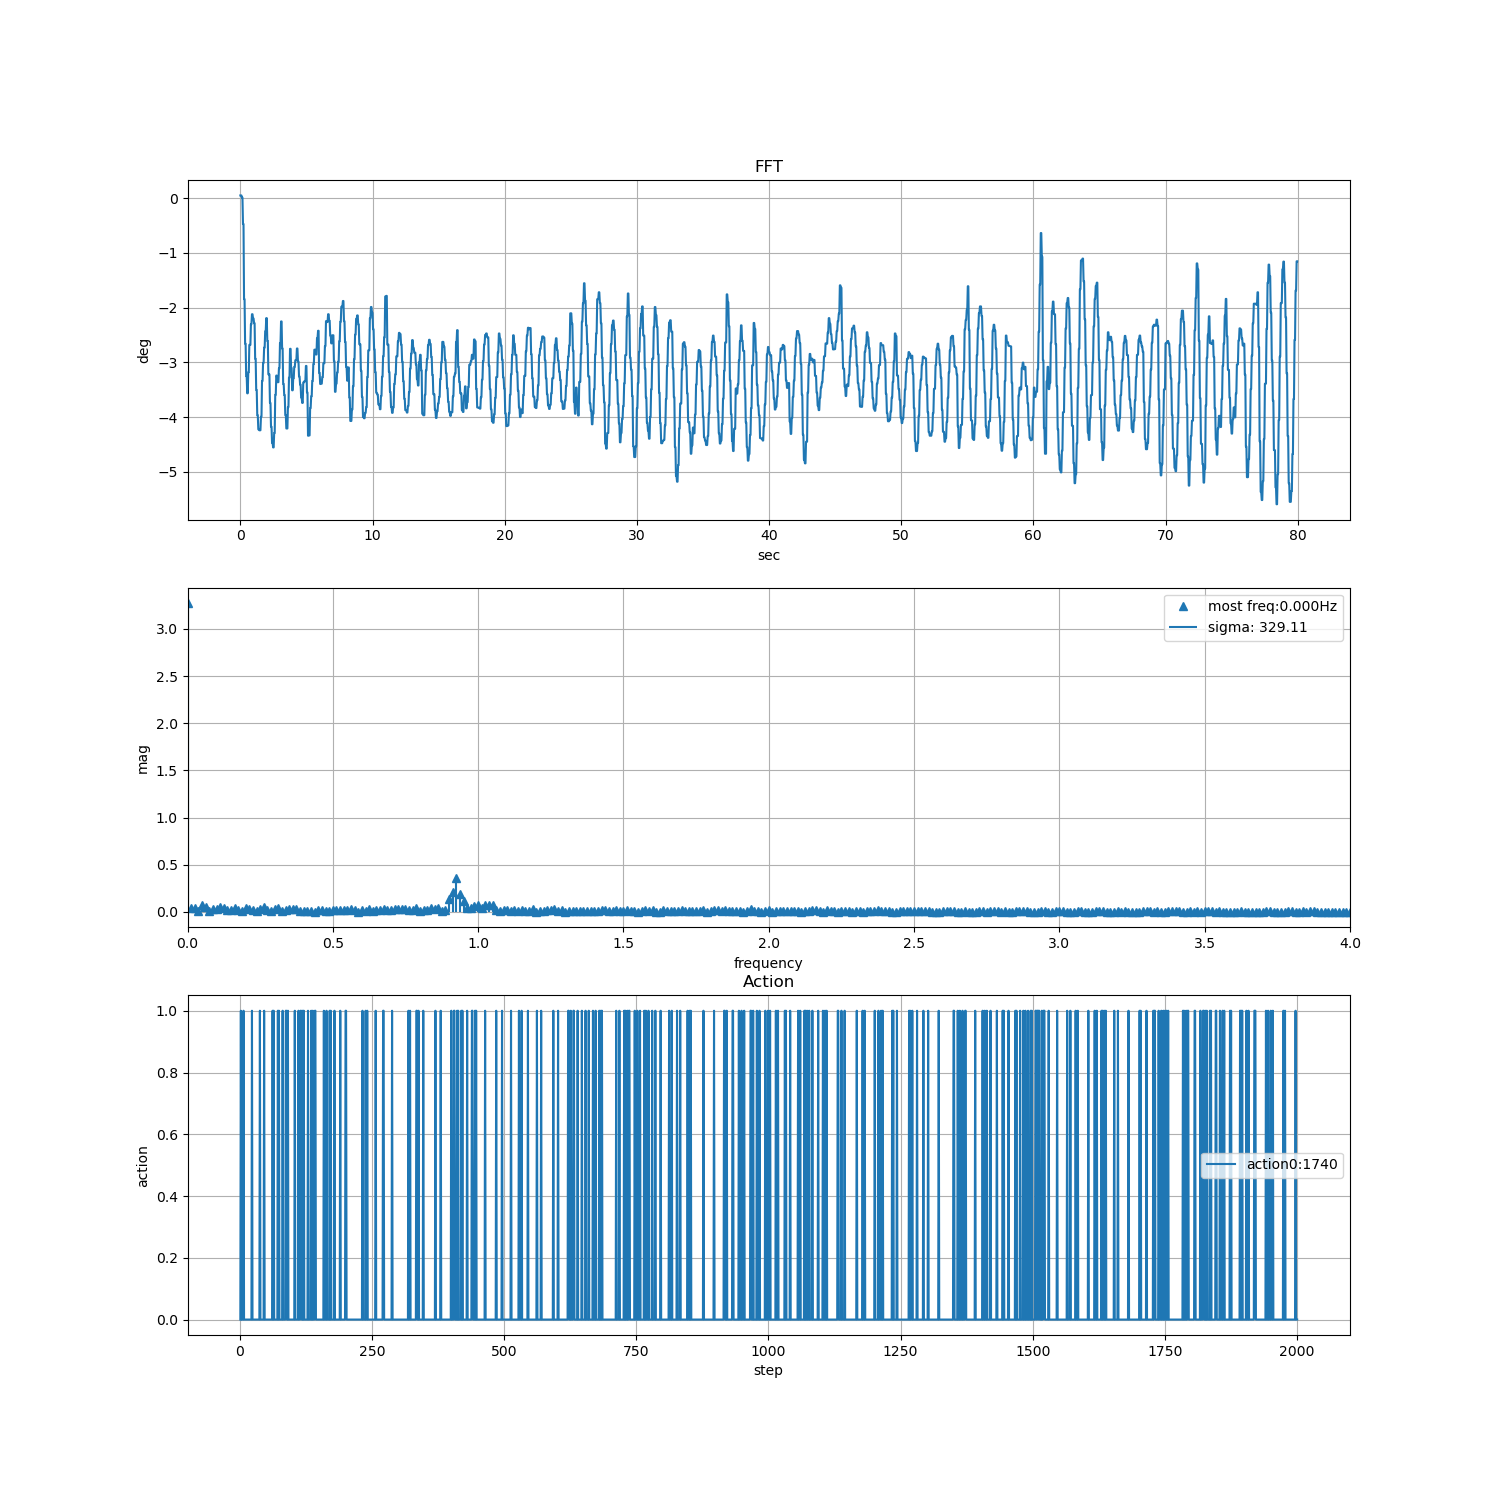 FFT
0
−1
−2
−3
−4
−5
deg
0 10 20 30 40 50 60 70 80
sec
most freq:0.000Hz
sigma: 329.11
3.0
2.5
2.0
1.5
1.0
0.5
0.0
mag
0.0 0.5 1.0 1.5 2.0 2.5 3.0 3.5 4.0
frequency
Action
1.0
0.8
0.6
0.4
0.2
0.0
action
action0:1740
0 250 500 750 1000 1250 1500 1750 2000
step